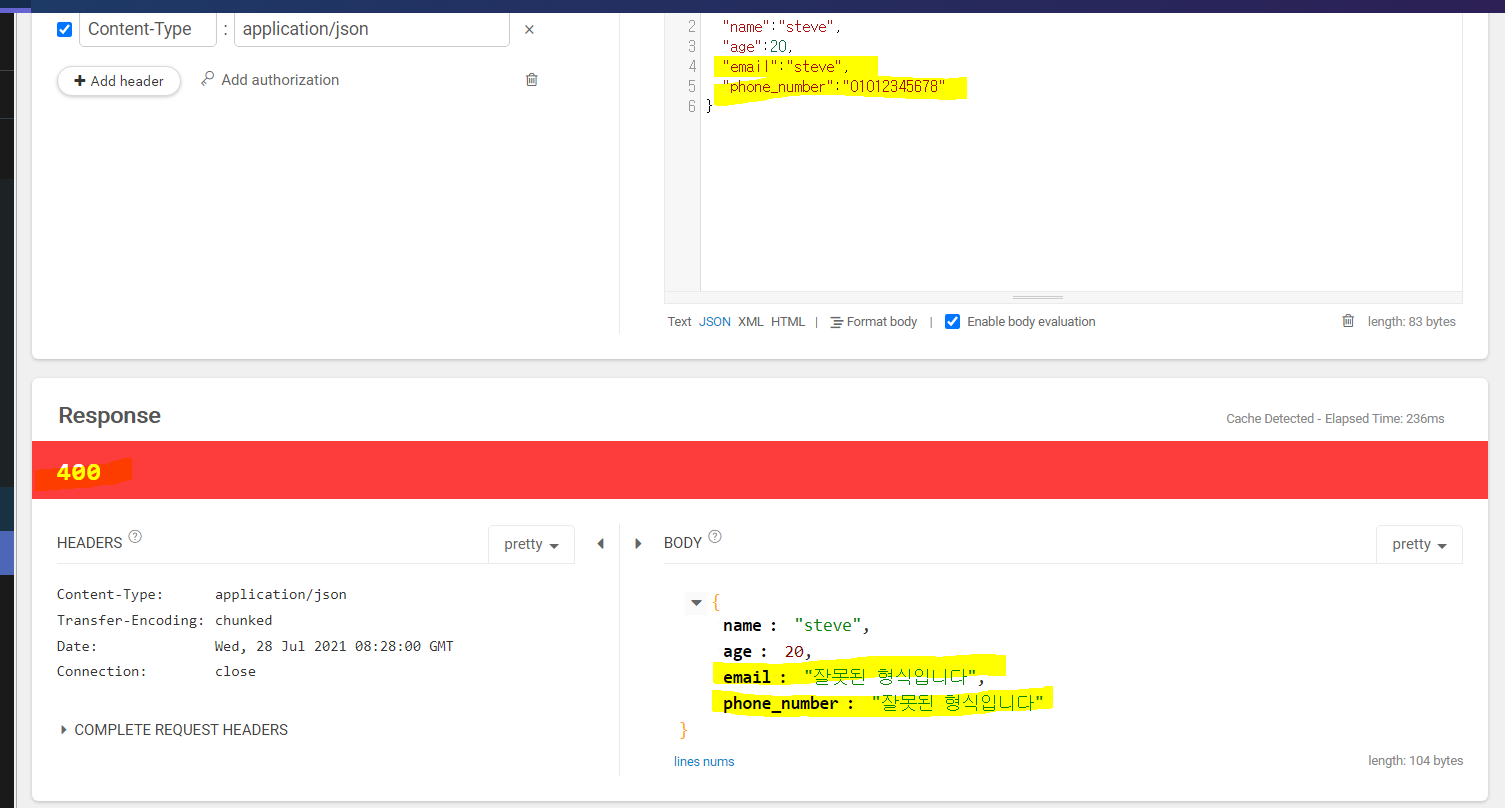 Content-Type : application/json ×
+ Add header Add authorization
2 "name":"steve",
3 "age":20,
4 "email":"steve",
5 "phone_number":"01012345678"
6 }
Text JSON XML HTML | Format body | Enable body evaluation length: 83 bytes
Response
Cache Detected - Elapsed Time: 236ms
400
HEADERS ? pretty
Content-Type: application/json
Transfer-Encoding: chunked
Date: Wed, 28 Jul 2021 08:28:00 GMT
Connection: close
COMPLETE REQUEST HEADERS
BODY ? pretty
{
name : "steve",
age : 20,
email : "잘못된 형식입니다",
phone_number : "잘못된 형식입니다"
}
lines nums length: 104 bytes